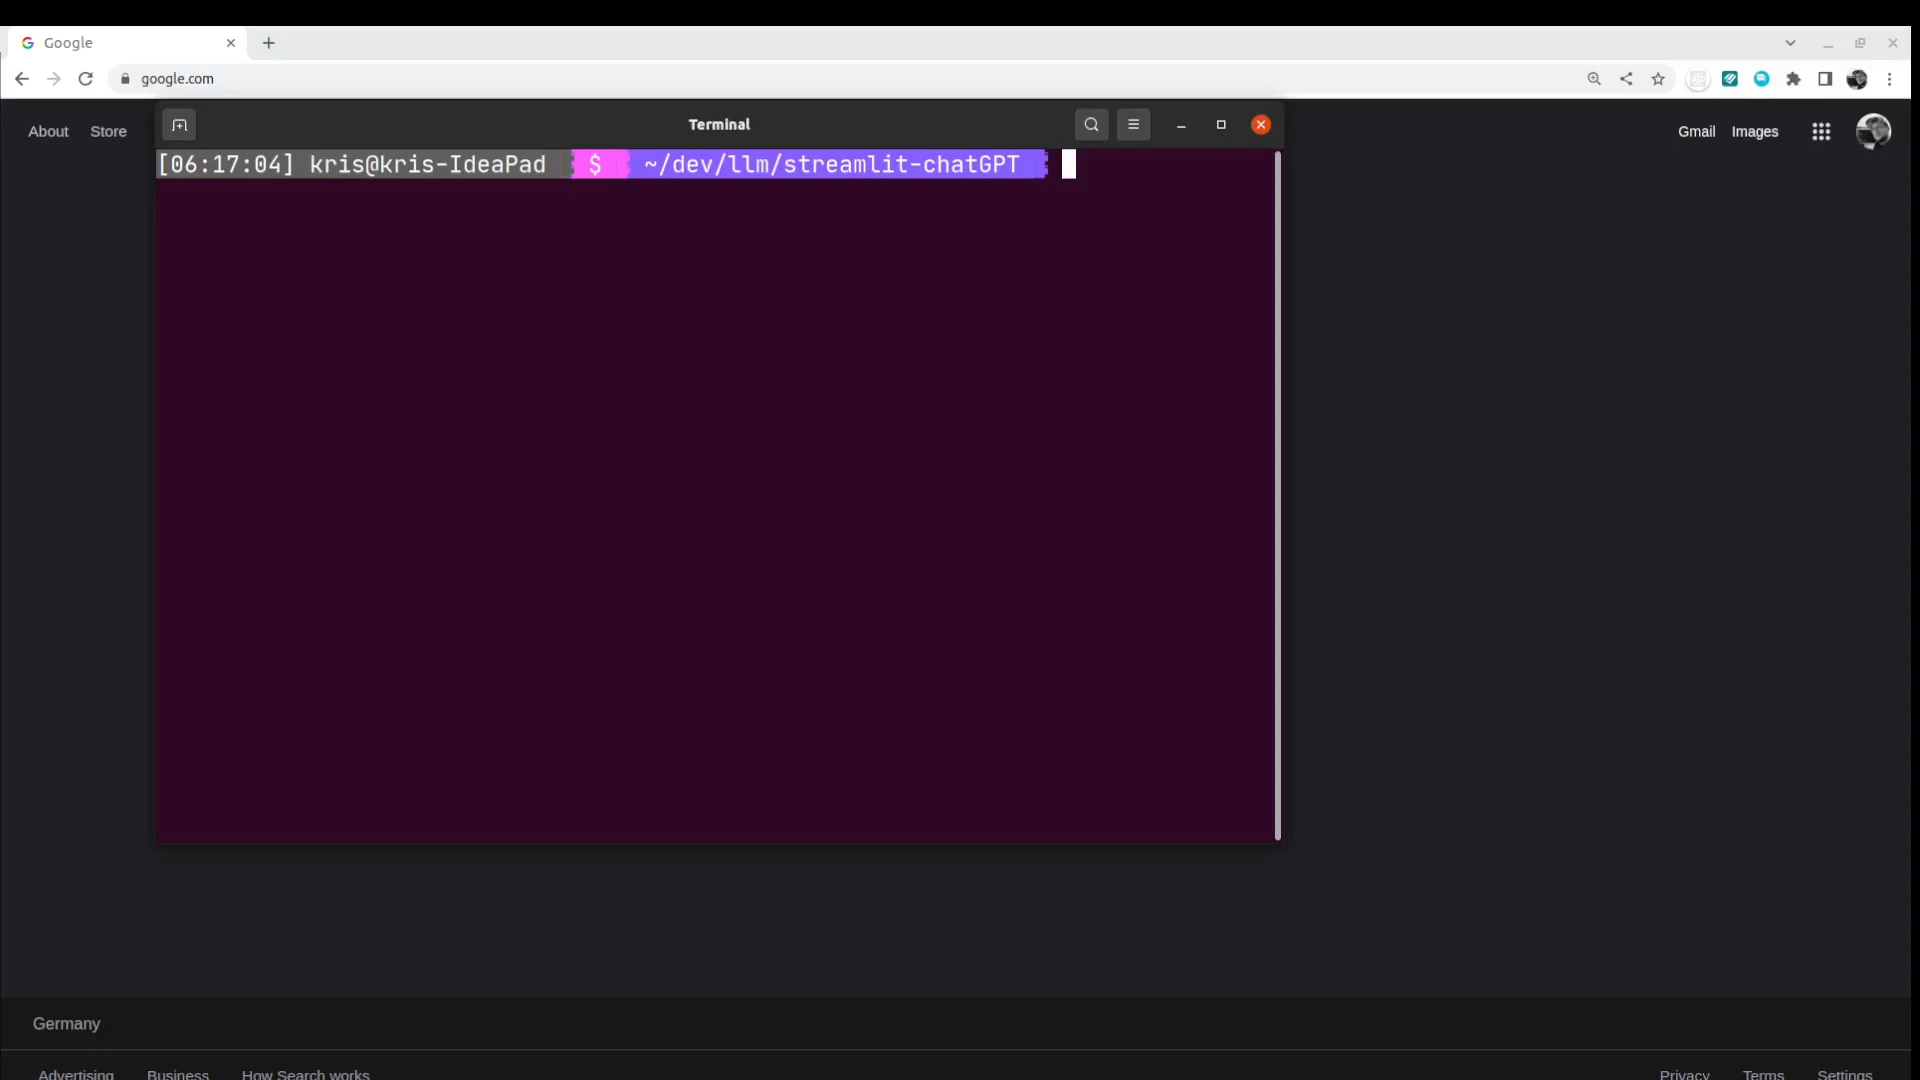 Google
google.com
About Store
Gmail Images
Terminal
[06:17:04] kris@kris-IdeaPad $ ~/dev/llm/streamlit-chatGPT
Germany
Advertising Business How Search works
Privacy Terms Settings